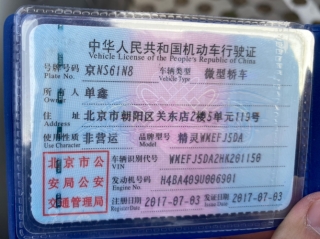 中华人民共和国机动车行驶证
Vehicle License of the People's Republic of China
号牌号码 京NS61N8 车辆类型 微型轿车
Plate No. Vehicle Type
所有人 单鑫
Owner
住址 北京市朝阳区关东店2楼5单元119号
Address
使用性质 非营运 品牌型号 精灵WMEFJ5DA
Use Character Model
北京市公 车辆识别代号 WMEFJ5DA2HK201150
安局公安 VIN
交通管理局 发动机号码 H4BA409U006901
Engine No.
注册日期 2017-07-03 发证日期 2017-07-03
Register Date Issue Date